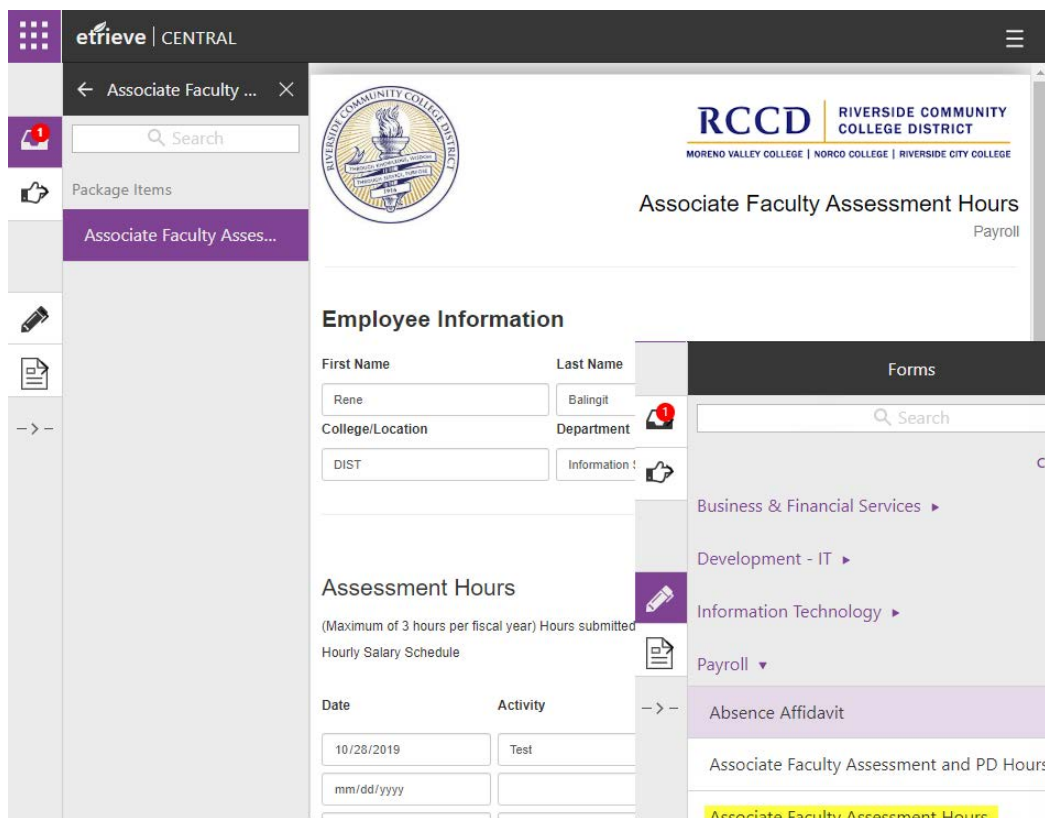 etrieve | CENTRAL
Associate Faculty ...
1
Search
Package Items
Associate Faculty Asses...
RIVERSIDE COMMUNITY COLLEGE DISTRICT
RCCD
RIVERSIDE COMMUNITY
COLLEGE DISTRICT
MORENO VALLEY COLLEGE | NORCO COLLEGE | RIVERSIDE CITY COLLEGE
Associate Faculty Assessment Hours
Payroll
Employee Information
First Name
Last Name
Rene
Balingit
College/Location
Department
DIST
Information
Assessment Hours
(Maximum of 3 hours per fiscal year) Hours submitted
Hourly Salary Schedule
Date
Activity
10/28/2019
Test
mm/dd/yyyy
Forms
1
Search
Business & Financial Services
Development - IT
Information Technology
Payroll
Absence Affidavit
Associate Faculty Assessment and PD Hours
Associate Faculty Assessment Hours